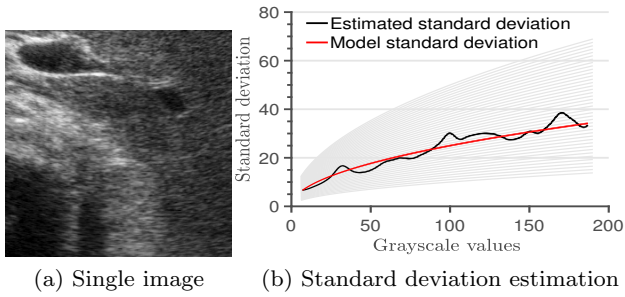 80
60
40
20
0
Standard deviation
Estimated standard deviation
Model standard deviation
0 50 100 150 200
Grayscale values
(a) Single image (b) Standard deviation estimation